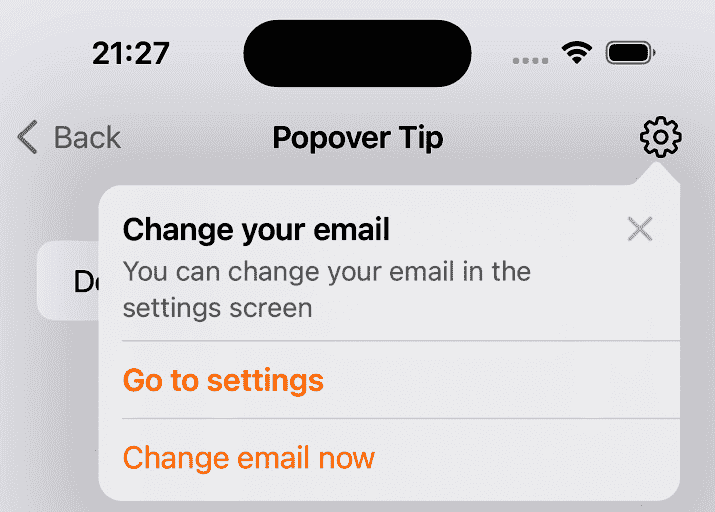 21:27
Back
Popover Tip
Change your email
You can change your email in the
settings screen
Go to settings
Change email now